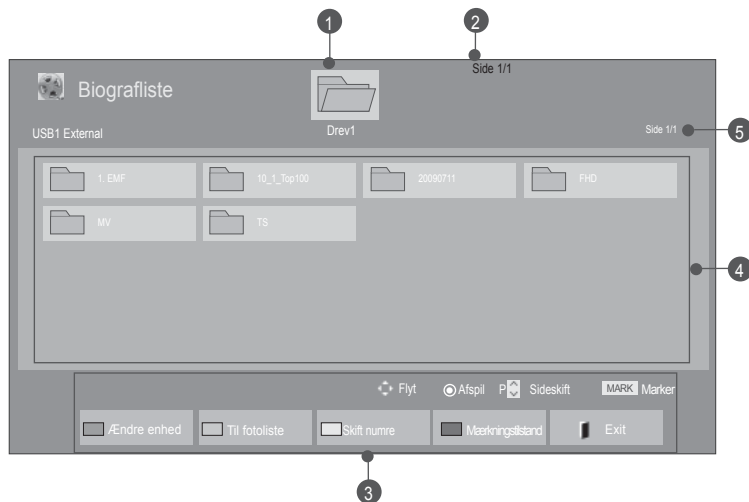 1
2
Side 1/1
Biografliste
Drev1
USB1 External
Side 1/1
5
1. EMF
10_1_Top100
20090711
FHD
MV
TS
4
Flyt
Afspil
P
Sideskift
MARK
Marker
Ændre enhed
Til fotoliste
Skift numre
Mærkningstilstand
Exit
3